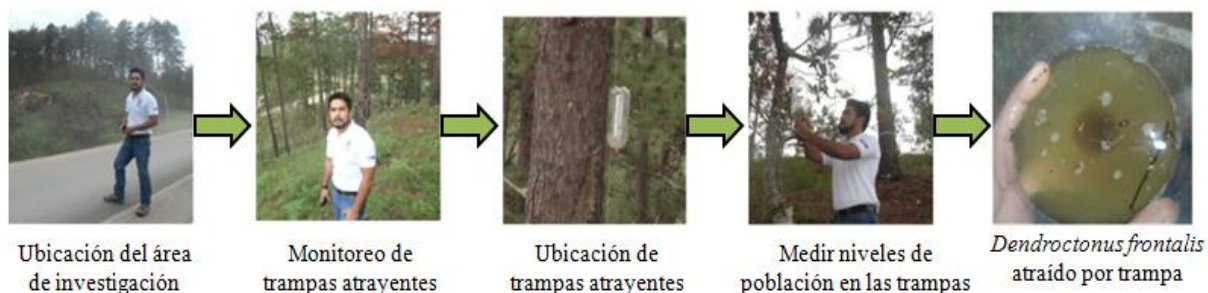 Ubicación del área
de investigación
Monitoreo de
trampas atrayentes
Ubicación de
trampas atrayentes
Medir niveles de
población en las trampas
Dendroctonus frontalis
atraído por trampa